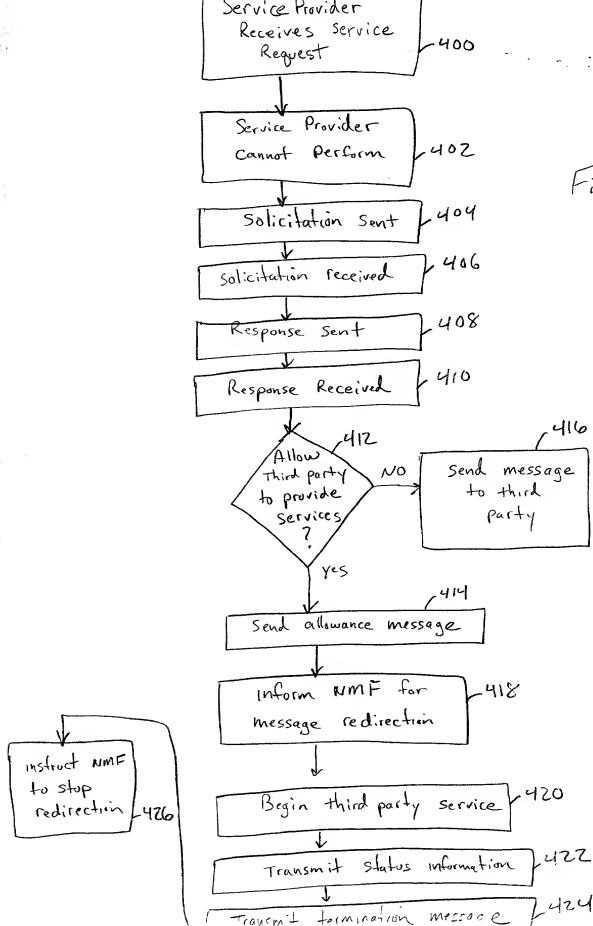 Service Provider
Receives Service
Request
400
Service Provider
Cannot Perform
402
Solicitation Sent
404
Solicitation received
406
Response Sent
408
Response Received
410
412
Allow
Third party
to provide
services
?
NO
416
Send message
to third
party
yes
414
Send allowance message
Inform NMF for
message redirection
418
instruct NMF
to stop
redirection
426
Begin third party service
420
Transmit status information
422
Transmit termination message
424